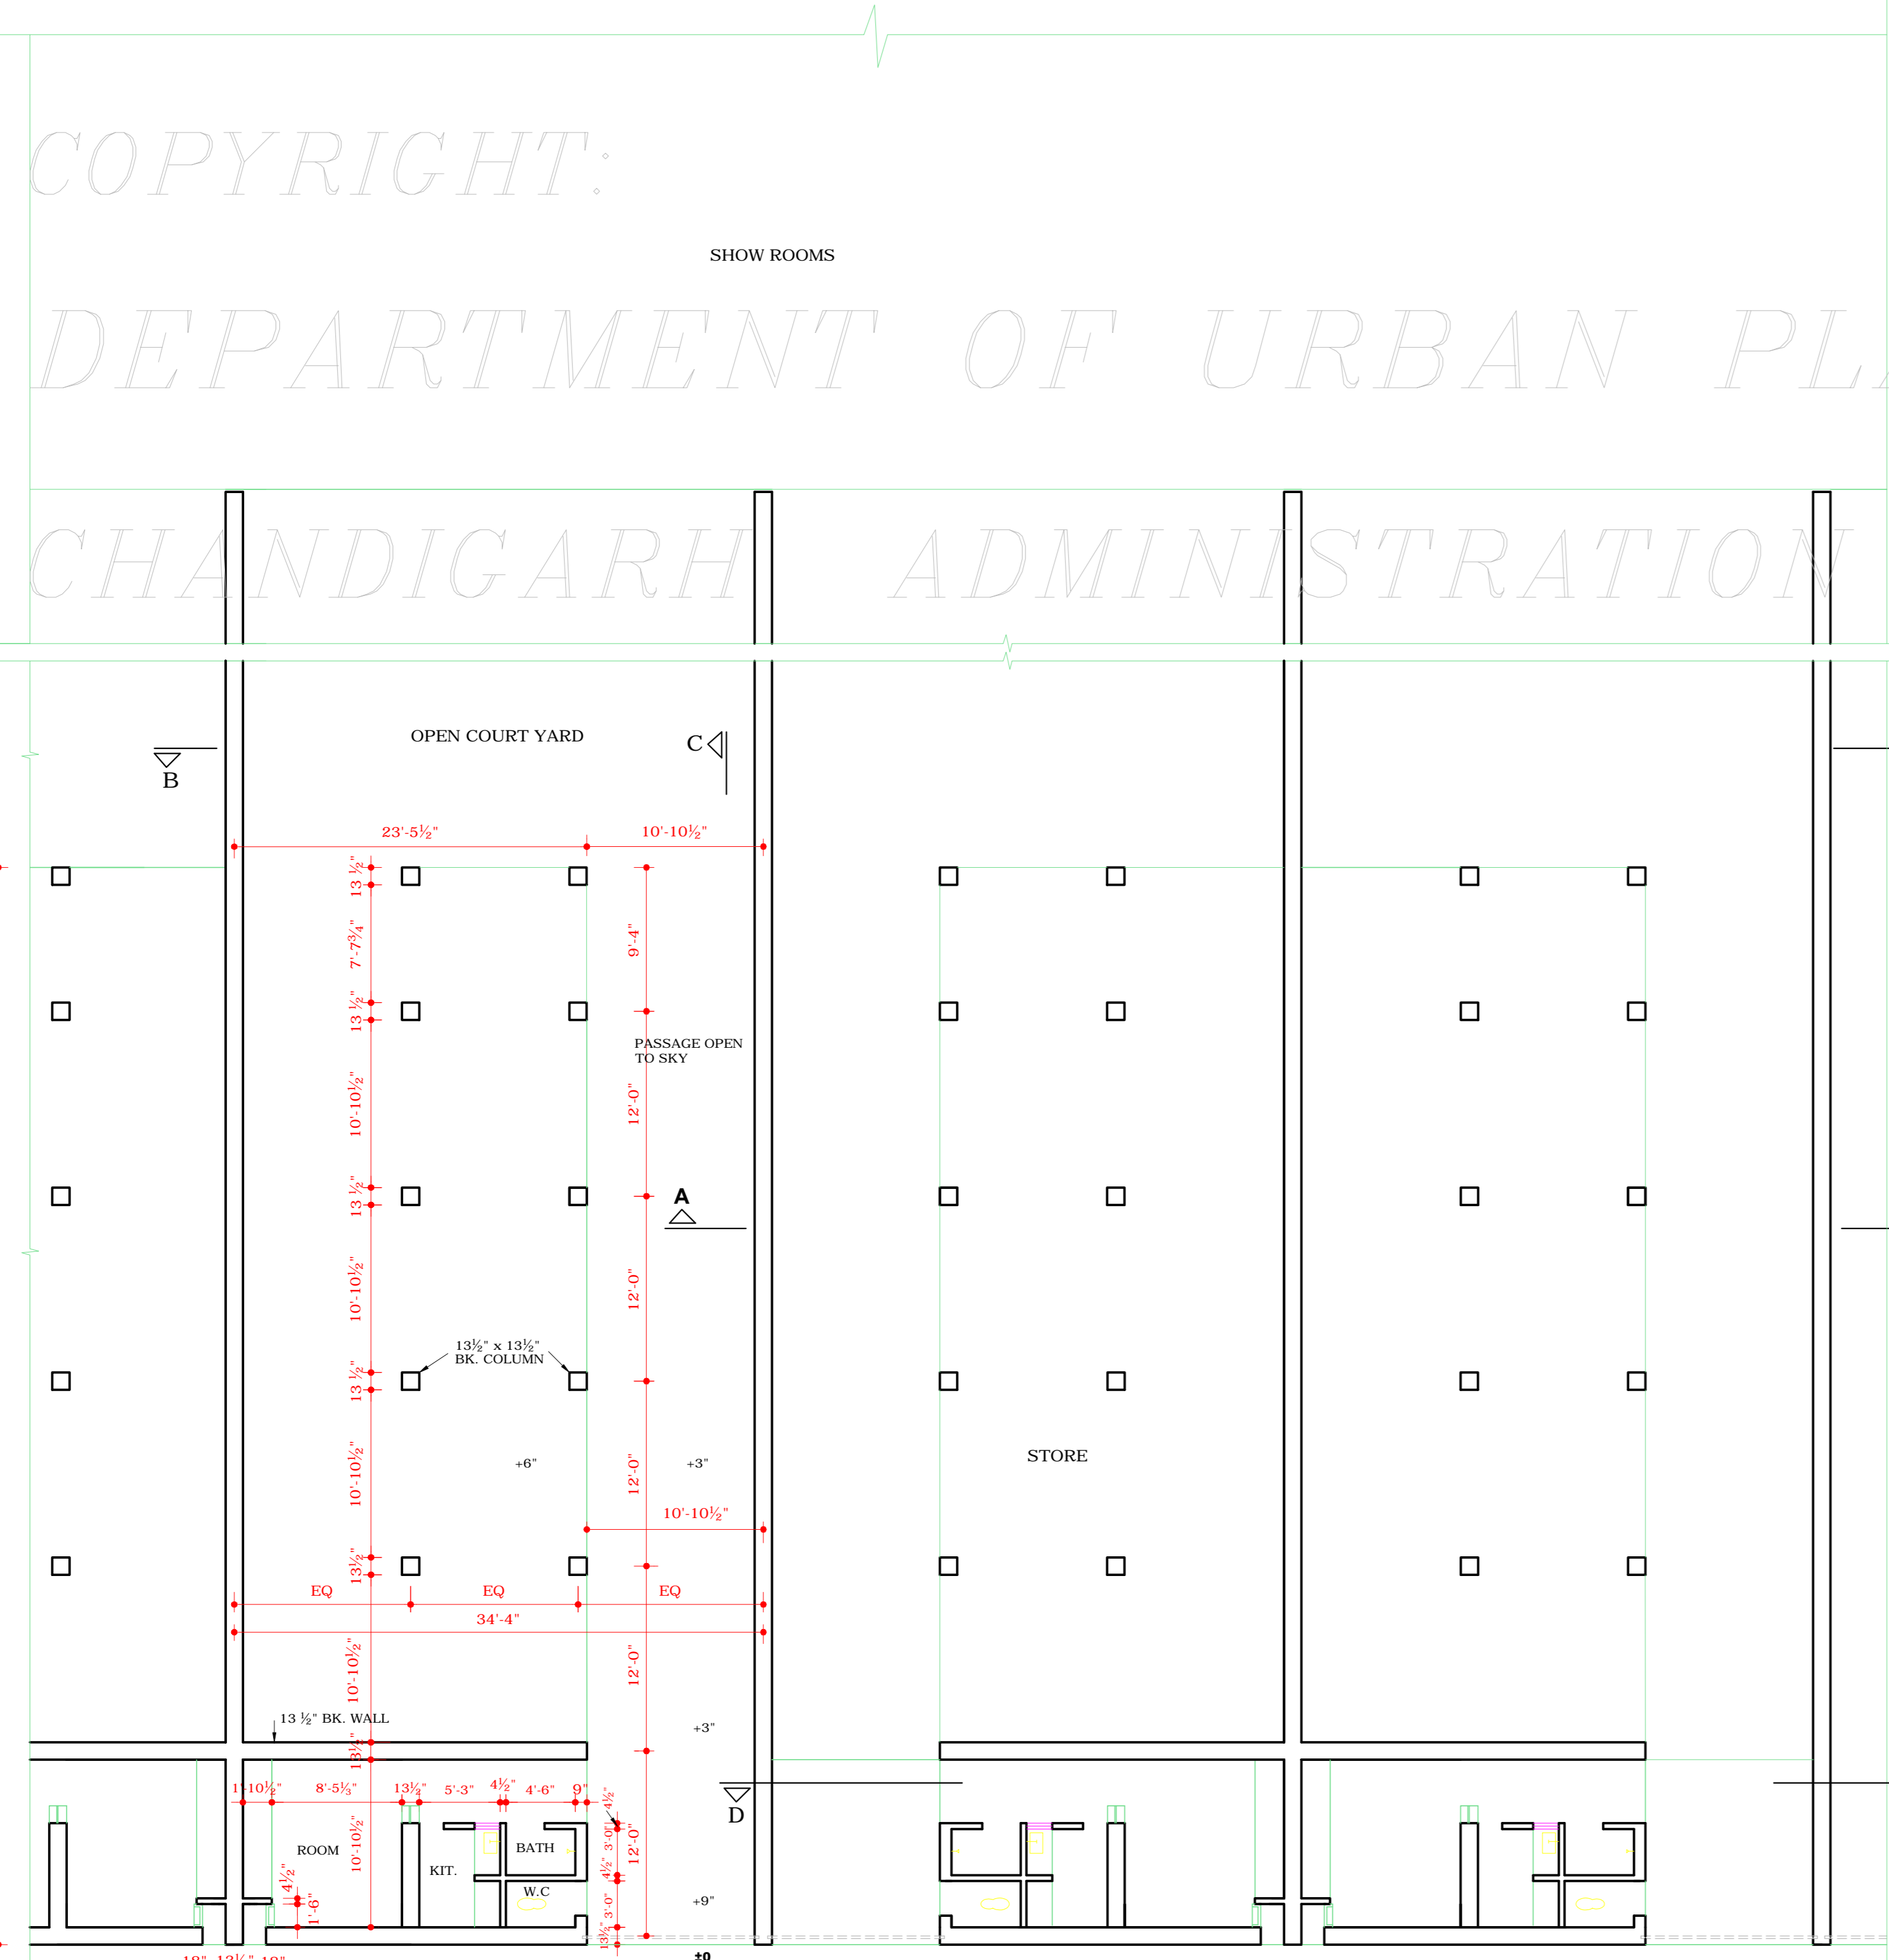 COPYRIGHT:
SHOW ROOMS
DEPARTMENT OF URBAN
CHANDIGARH ADMINISTRATION
OPEN COURT YARD
C
B
23'-5½"
10'-10½"
13 ½"
7'-7¾"
9'-4"
13 ½"
PASSAGE OPEN
TO SKY
10'-10½"
12'-0"
13 ½"
A
10'-10½"
12'-0"
13½" x 13½"
BK. COLUMN
13 ½"
10'-10½"
12'-0"
+6"
+3"
STORE
10'-10½"
13½"
EQ
EQ
EQ
34'-4"
10'-10½"
12'-0"
13 ½" BK. WALL
+3"
13½"
1'-10½"
8'-5⅓"
13½"
5'-3"
4½"
4'-6"
9"
4½"
D
ROOM
10'-10½"
KIT.
BATH
3'-0"
12'-0"
4½"
4½"
W.C
1'-6"
3'-0"
+9"
13½"
18"
13½"
18"
±0